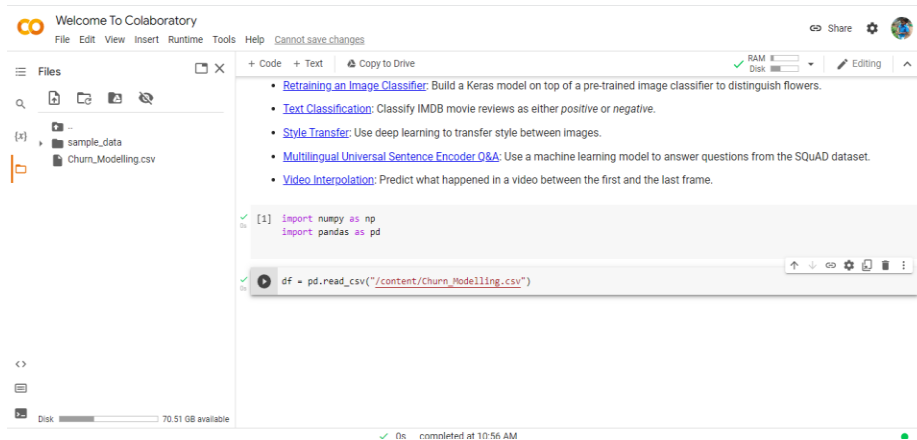 Welcome To Colaboratory
File Edit View Insert Runtime Tools Help Cannot save changes
Share
Files
+ Code + Text Copy to Drive
RAM
Disk
Editing
{x}
..
sample_data
Churn_Modelling.csv
<>
Disk 70.51 GB available
• Retraining an Image Classifier: Build a Keras model on top of a pre-trained image classifier to distinguish flowers.
• Text Classification: Classify IMDB movie reviews as either positive or negative.
• Style Transfer: Use deep learning to transfer style between images.
• Multilingual Universal Sentence Encoder Q&A: Use a machine learning model to answer questions from the SQuAD dataset.
• Video Interpolation: Predict what happened in a video between the first and the last frame.
[1] import numpy as np
import pandas as pd
0s
df = pd.read_csv("/content/Churn_Modelling.csv")
0s
0s completed at 10:56 AM